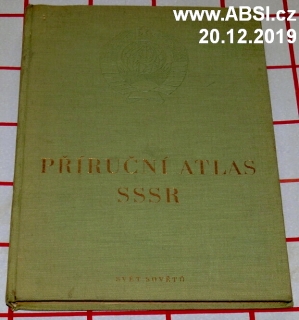 www.ABSI.cz
20.12.2019
PŘÍRUČNÍ ATLAS
SSSR
SVĚT SOVĚTŮ